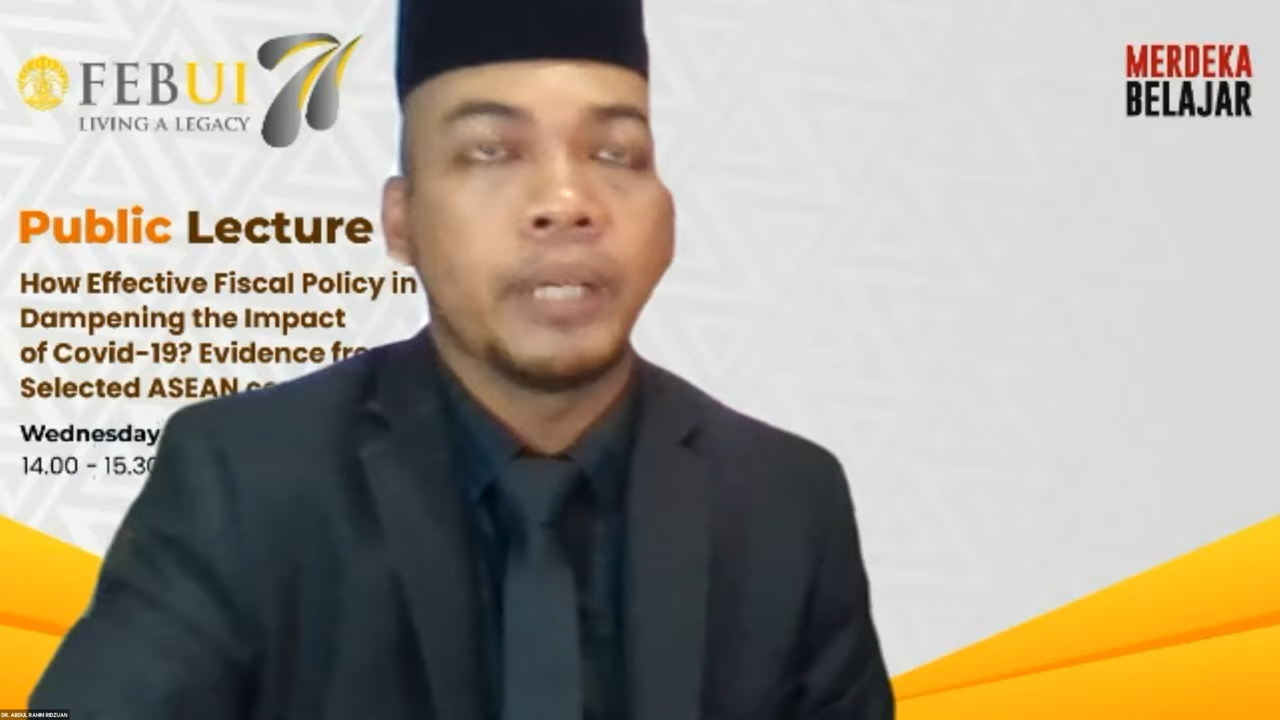 FEBUI 71
LIVING A LEGACY
MERDEKA
BELAJAR
Public Lecture
How Effective Fiscal Policy in
Dampening the Impact
of Covid-19? Evidence
Selected ASEAN
Wednesday
14.00 - 15.30
DR. ABDUL RAHIM RIDZUAN